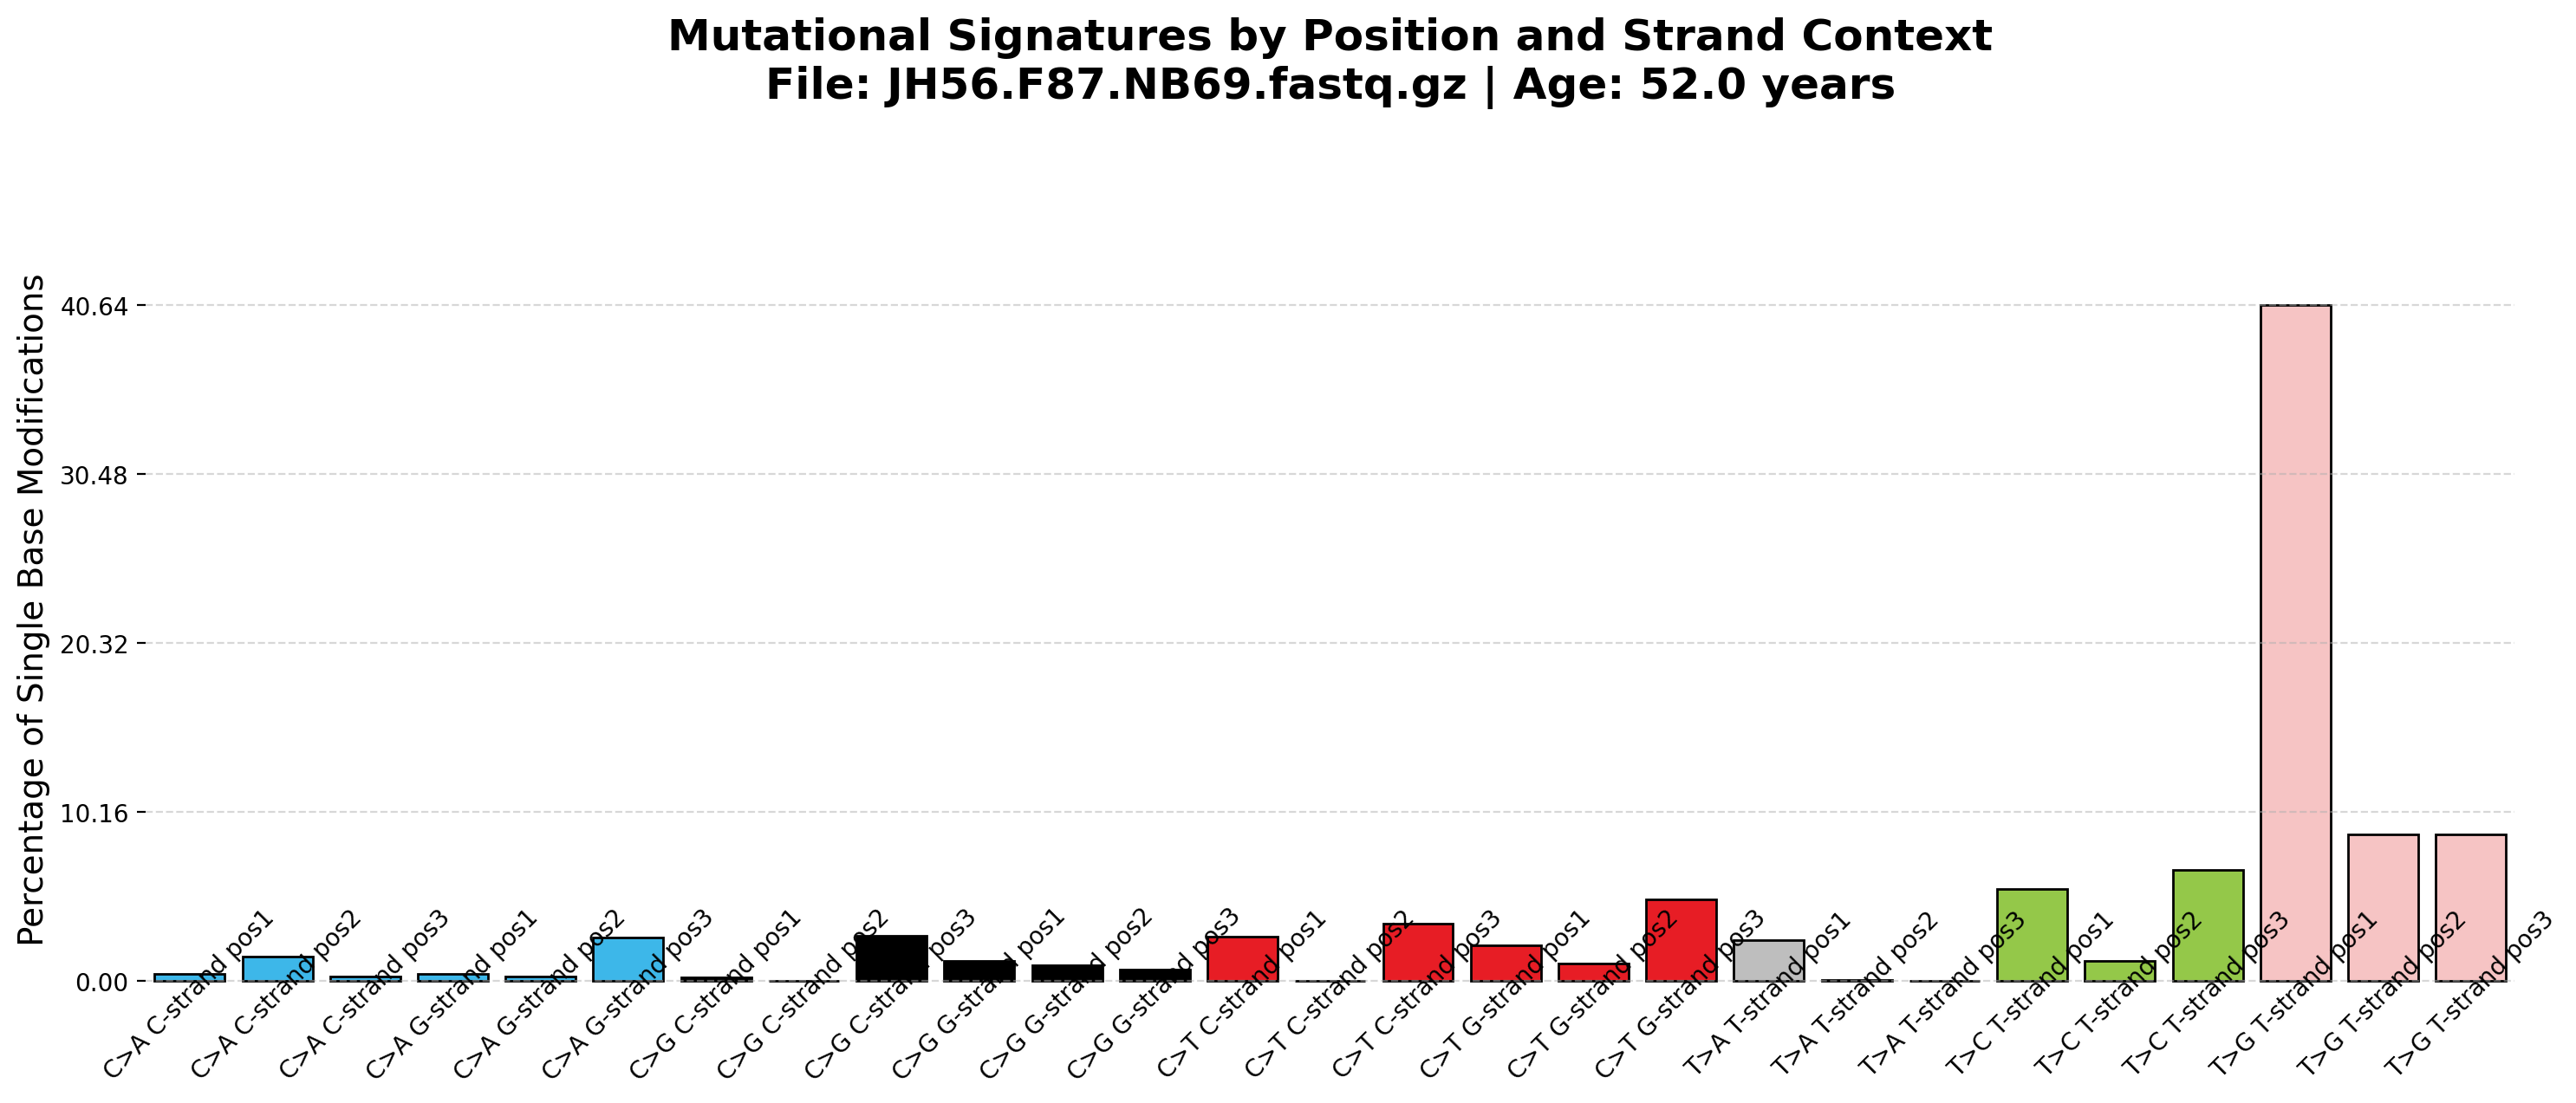 Mutational Signatures by Position and Strand Context
File: JH56.F87.NB69.fastq.gz | Age: 52.0 years
Percentage of Single Base Modifications
40.64
30.48
20.32
10.16
0.00
C>A C-strand pos1
C>A C-strand pos2
C>A C-strand pos3
C>A G-strand pos1
C>A G-strand pos2
C>A G-strand pos3
C>G C-strand pos1
C>G C-strand pos2
C>G C-strand pos3
C>G G-strand pos1
C>G G-strand pos2
C>G G-strand pos3
C>T C-strand pos1
C>T C-strand pos2
C>T C-strand pos3
C>T G-strand pos1
C>T G-strand pos2
C>T G-strand pos3
T>A T-strand pos1
T>A T-strand pos2
T>A T-strand pos3
T>C T-strand pos1
T>C T-strand pos2
T>C T-strand pos3
T>G T-strand pos1
T>G T-strand pos2
T>G T-strand pos3